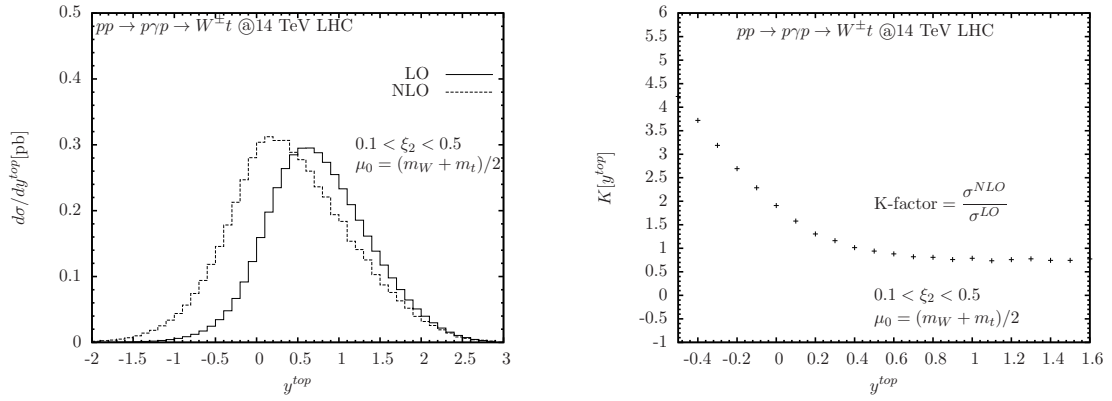 pp → pγp → W±t @14 TeV LHC
LO
NLO
0.1 < ξ2 < 0.5
μ0 = (mW + mt)/2
dσ/dy^top[pb]
0.5
0.4
0.3
0.2
0.1
0
-2 -1.5 -1 -0.5 0 0.5 1 1.5 2 2.5 3
y^top
pp → pγp → W±t @14 TeV LHC
K-factor = σ^NLO/σ^LO
0.1 < ξ2 < 0.5
μ0 = (mW + mt)/2
K[y^top]
6
5.5
5
4.5
4
3.5
3
2.5
2
1.5
1
0.5
0
-0.5
-1
-0.4 -0.2 0 0.2 0.4 0.6 0.8 1 1.2 1.4 1.6
y^top